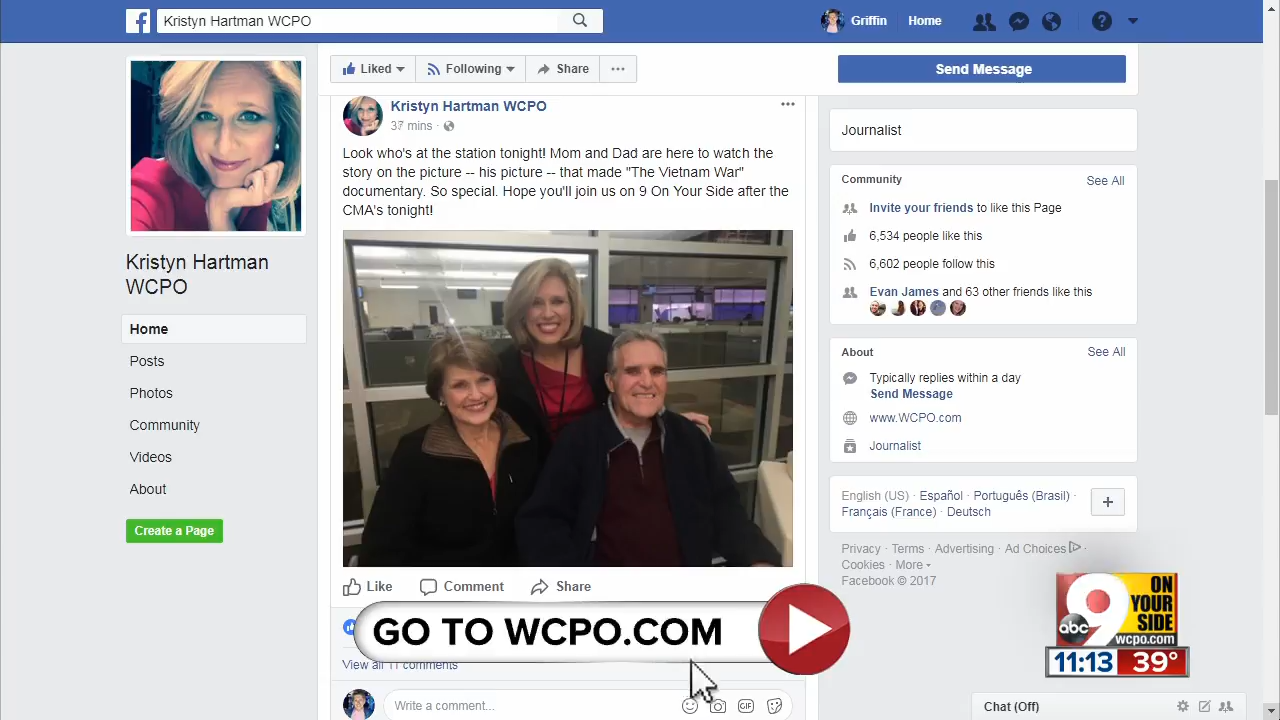 Kristyn Hartman WCPO
Griffin
Home
Liked
Following
Share
Send Message
Kristyn Hartman WCPO
37 mins
Look who's at the station tonight! Mom and Dad are here to watch the
story on the picture -- his picture -- that made "The Vietnam War"
documentary. So special. Hope you'll join us on 9 On Your Side after the
CMA's tonight!
Kristyn Hartman
WCPO
Home
Posts
Photos
Community
Videos
About
Create a Page
Like
Comment
Share
View all 11 comments
Write a comment...
GIF
Journalist
Community
See All
Invite your friends to like this Page
6,534 people like this
6,602 people follow this
Evan James and 63 other friends like this
About
See All
Typically replies within a day
Send Message
www.WCPO.com
Journalist
English (US) · Español · Português (Brasil) ·
Français (France) · Deutsch
Privacy · Terms · Advertising · Ad Choices ·
Cookies · More
Facebook © 2017
GO TO WCPO.COM
abc
9
ON
YOUR
SIDE
wcpo.com
11:13 39°
Chat (Off)